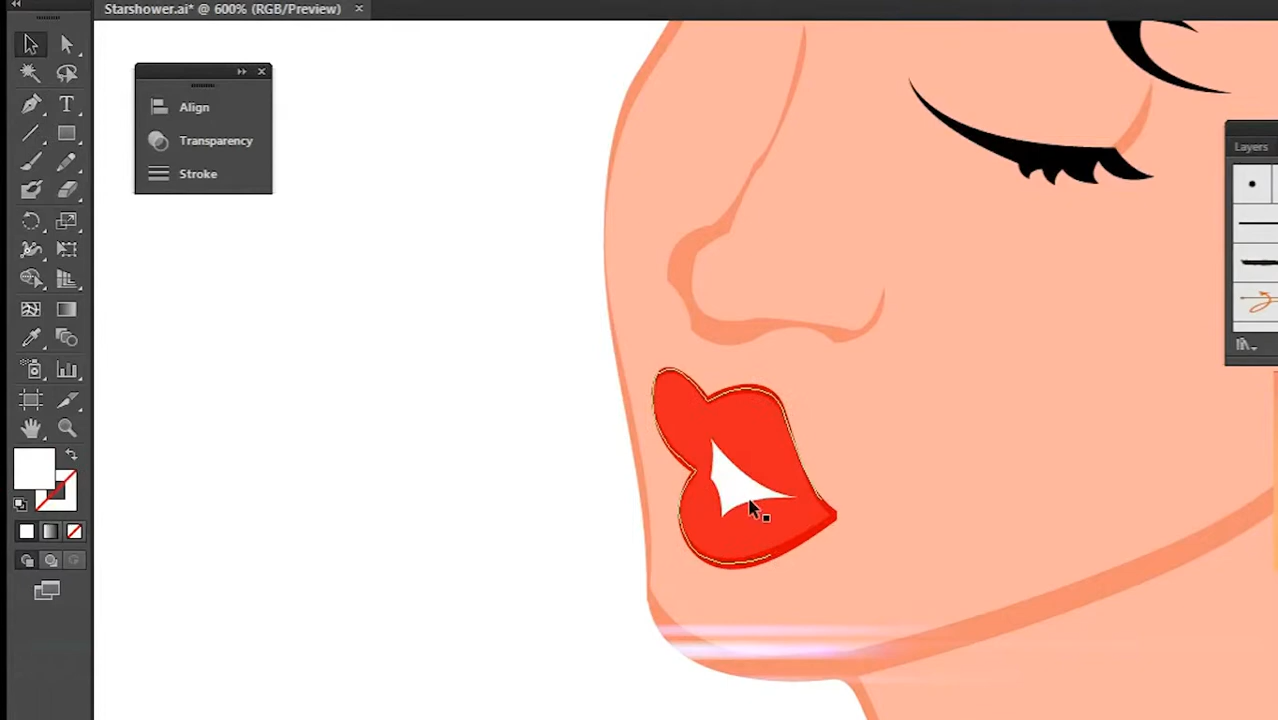 Starshower.ai* @ 600% (RGB/Preview)
Align
Transparency
Stroke
Layers